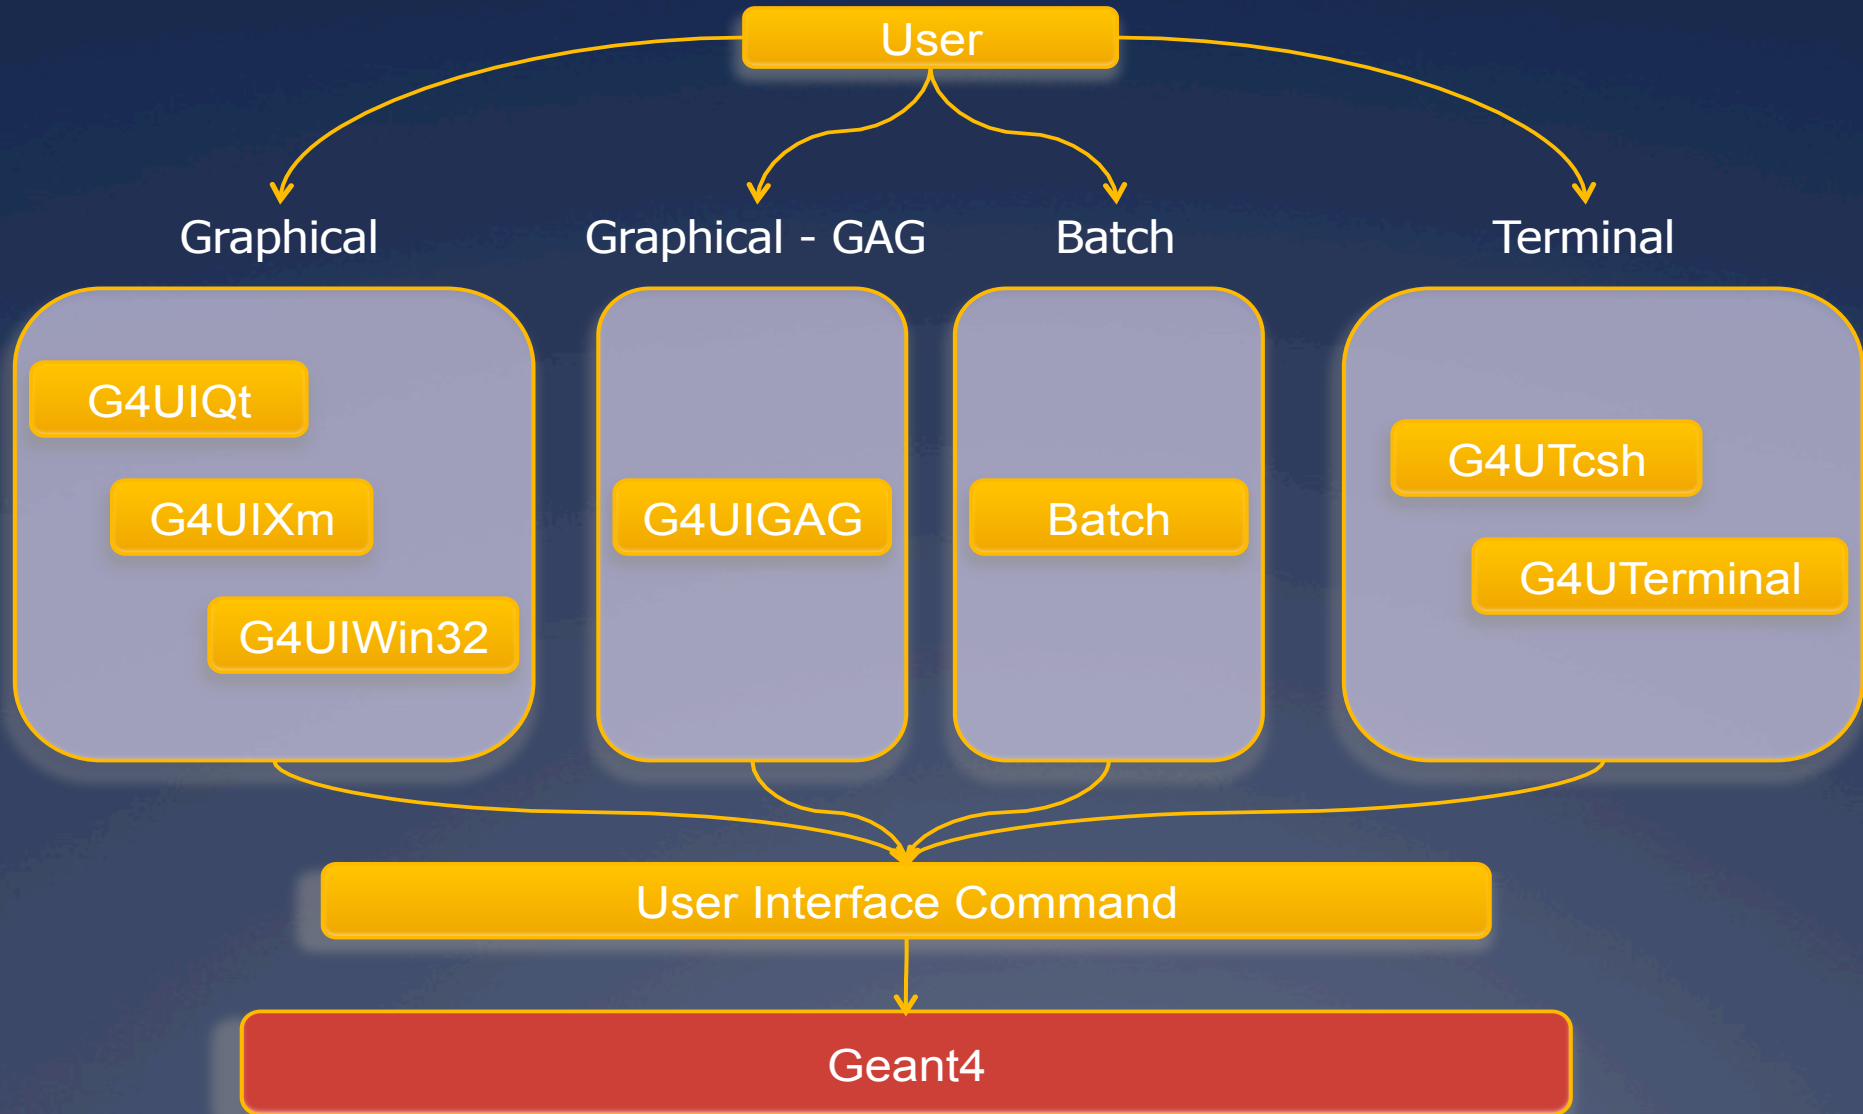 User
Graphical
Graphical - GAG
Batch
Terminal
G4UIQt
G4UIXm
G4UIWin32
G4UIGAG
Batch
G4UTcsh
G4UTerminal
User Interface Command
Geant4